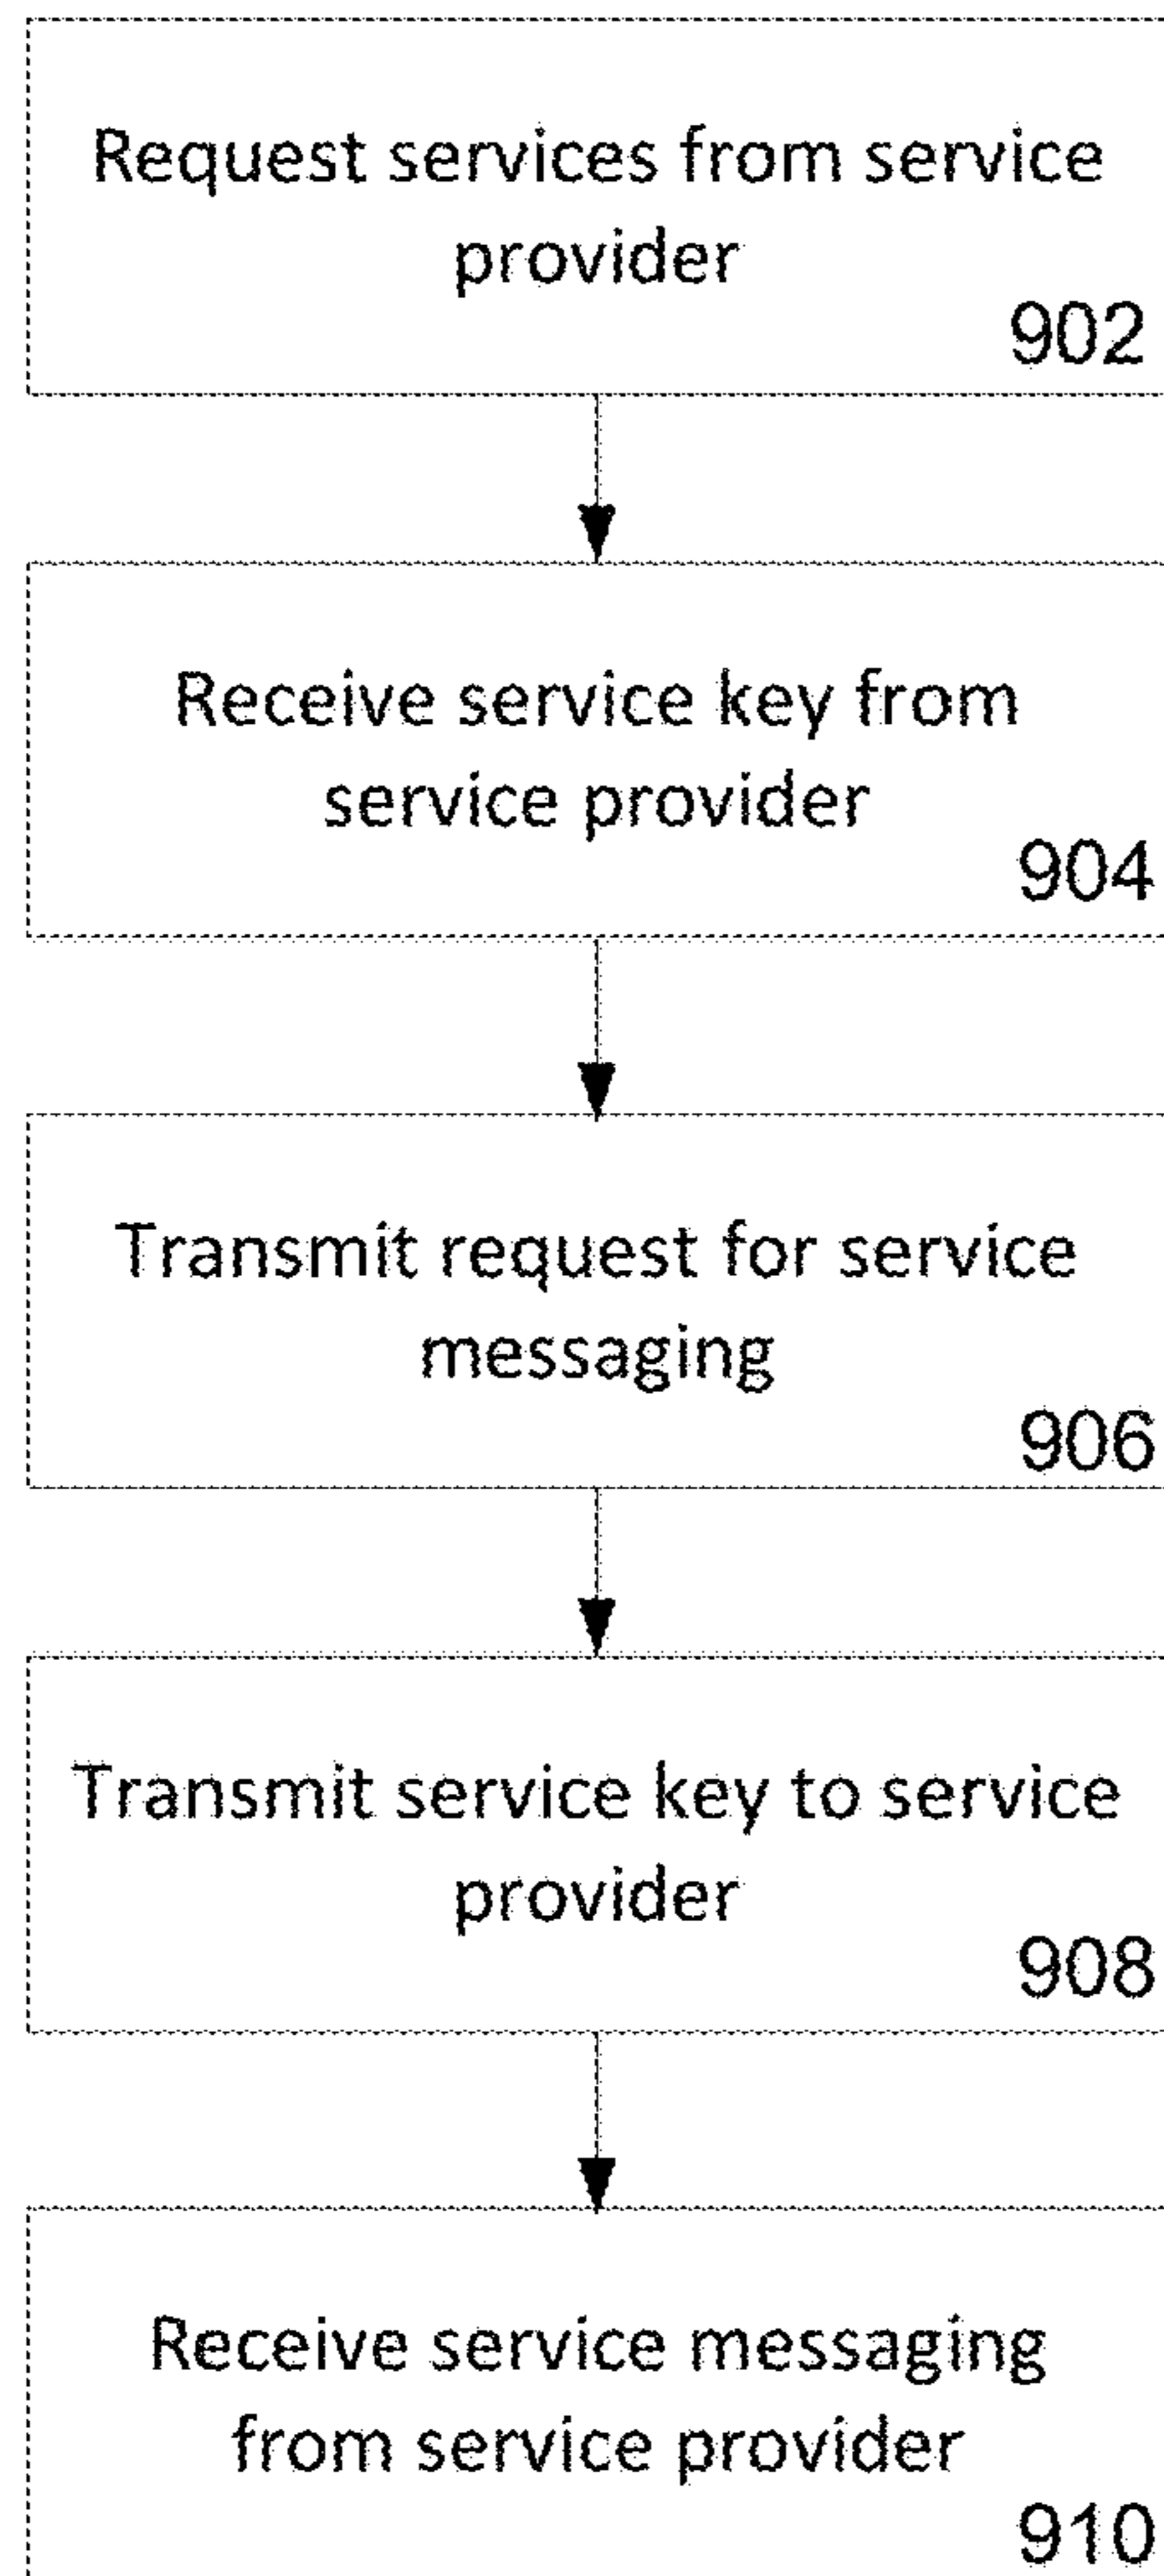 Request services from service
provider
902
Receive service key from
service provider
904
Transmit request for service
messaging
906
Transmit service key to service
provider
908
Receive service messaging
from service provider
910